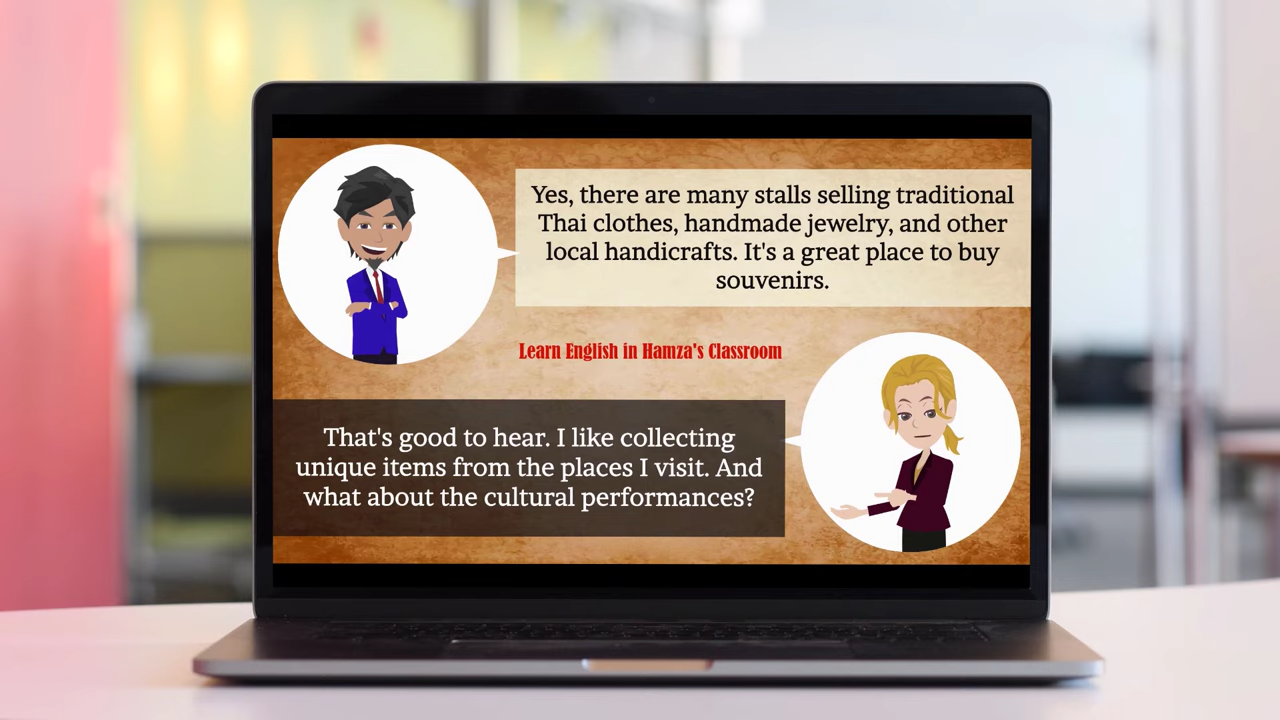 Yes, there are many stalls selling traditional
Thai clothes, handmade jewelry, and other
local handicrafts. It's a great place to buy
souvenirs.
Learn English in Hamza's Classroom
That's good to hear. I like collecting
unique items from the places I visit. And
what about the cultural performances?